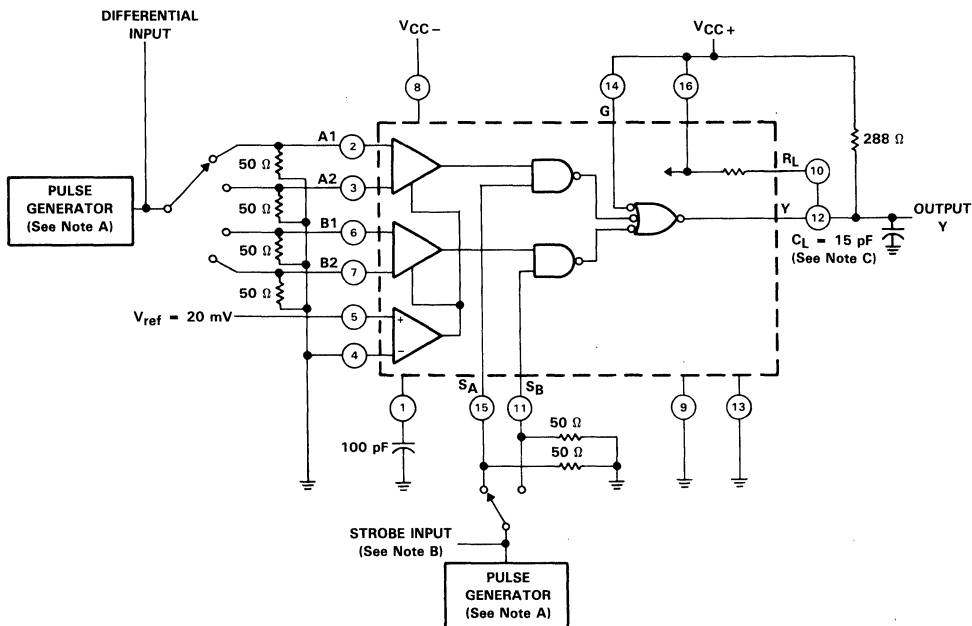 DIFFERENTIAL
INPUT
VCC−
VCC+
8
14
16
G
288 Ω
50 Ω
A1
2
RL
10
PULSE
GENERATOR
(See Note A)
A2
3
50 Ω
B1
6
Y
12
OUTPUT
Y
CL = 15 pF
(See Note C)
B2
7
50 Ω
Vref = 20 mV
5
+
4
−
SA
SB
1
15
11
9
13
50 Ω
50 Ω
100 pF
STROBE INPUT
(See Note B)
PULSE
GENERATOR
(See Note A)
50 Ω